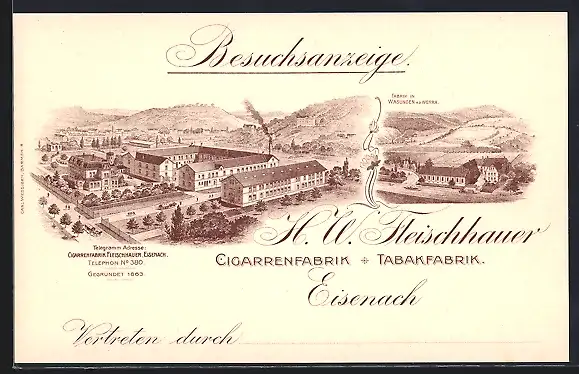 Besuchsanzeige.
FABRIK IN
WASUNGEN A/D WERRA.
Telegramm Adresse:
CIGARRENFABRIK FLEISCHHAUER, EISENACH.
TELEPHON Nº 380.
GEGRÜNDET 1863.
H. W. Fleischhauer
CIGARRENFABRIK + TABAKFABRIK.
Eisenach
Vertreten durch